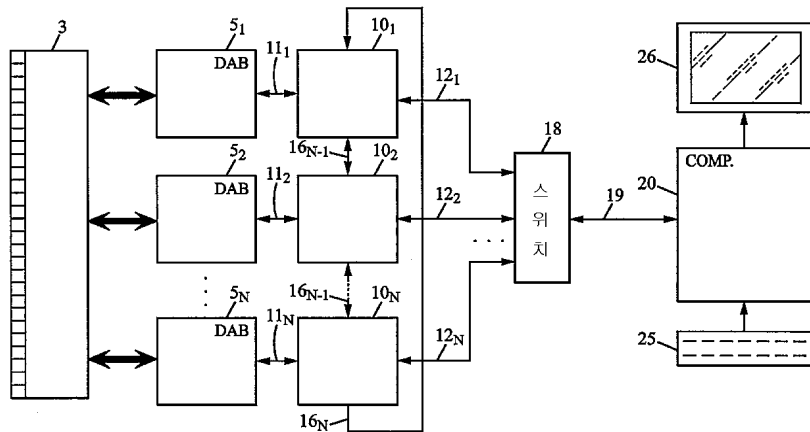 3
5₁
DAB
11₁
10₁
12₁
26
16N-1
5₂
DAB
11₂
10₂
12₂
18
스위치
19
COMP.
20
. . .
16N-1
5N
DAB
11N
10N
12N
25
16N